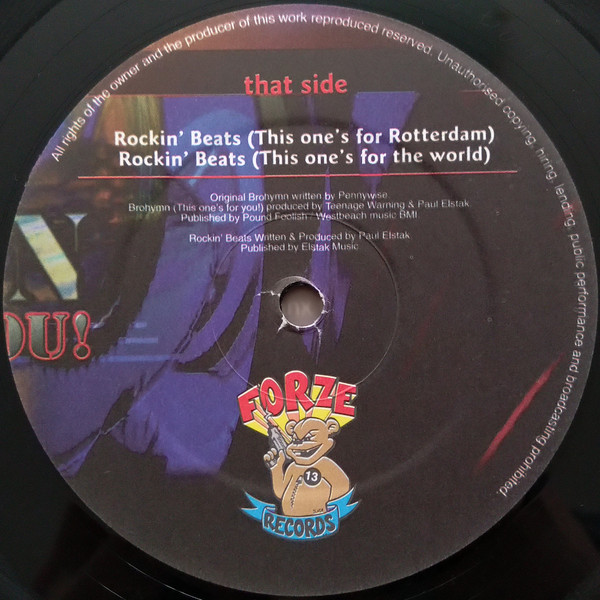 All rights of the owner and the producer of this work reproduced reserved. Unauthorised copying, hiring, lending, public performance and broadcasting prohibited.
that side
Rockin' Beats (This one's for Rotterdam)
Rockin' Beats (This one's for the world)
Original Brohymn written by Pennywise.
Brohymn (This one's for you!) produced by Teenage Warning & Paul Elstak.
Published by Pound Foolish / Westbeach music BMI.
Rockin' Beats Written & Produced by Paul Elstak
Published by Elstak Music
N
OU!
FORZE
13
RECORDS